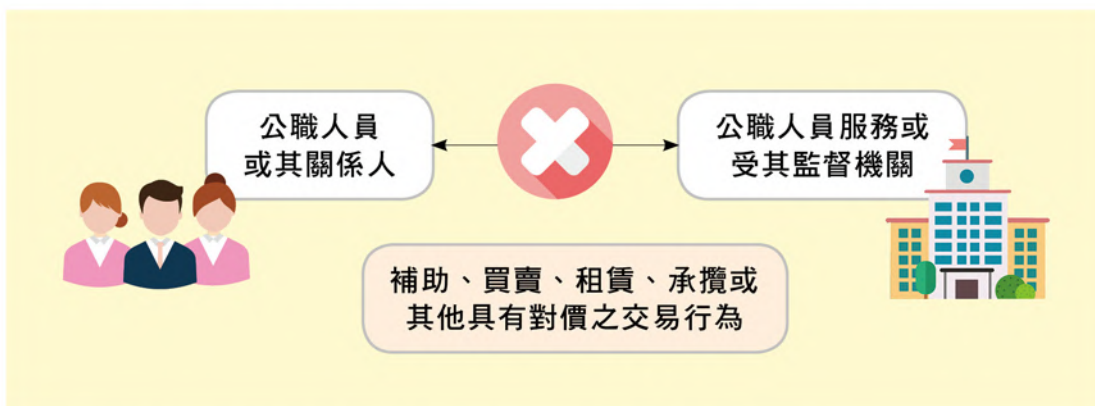 公職人員
或其關係人
公職人員服務或
受其監督機關
補助、買賣、租賃、承攬或
其他具有對價之交易行為